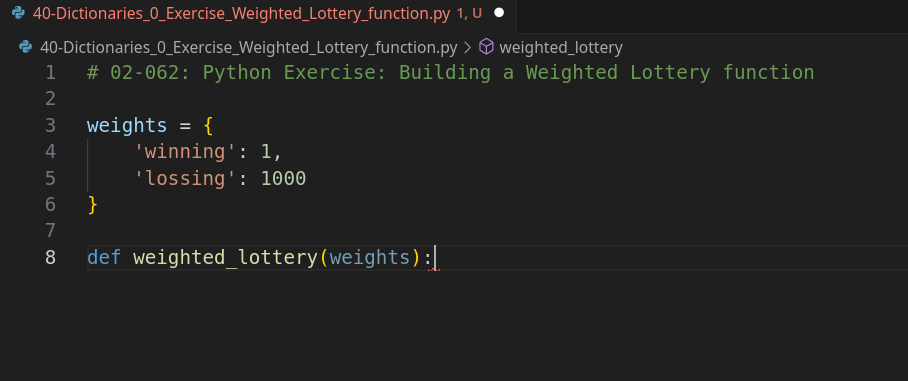 40-Dictionaries_0_Exercise_Weighted_Lottery_function.py 1, U
40-Dictionaries_0_Exercise_Weighted_Lottery_function.py > weighted_lottery
1 # 02-062: Python Exercise: Building a Weighted Lottery function
2
3 weights = {
4 'winning': 1,
5 'lossing': 1000
6 }
7
8 def weighted_lottery(weights):